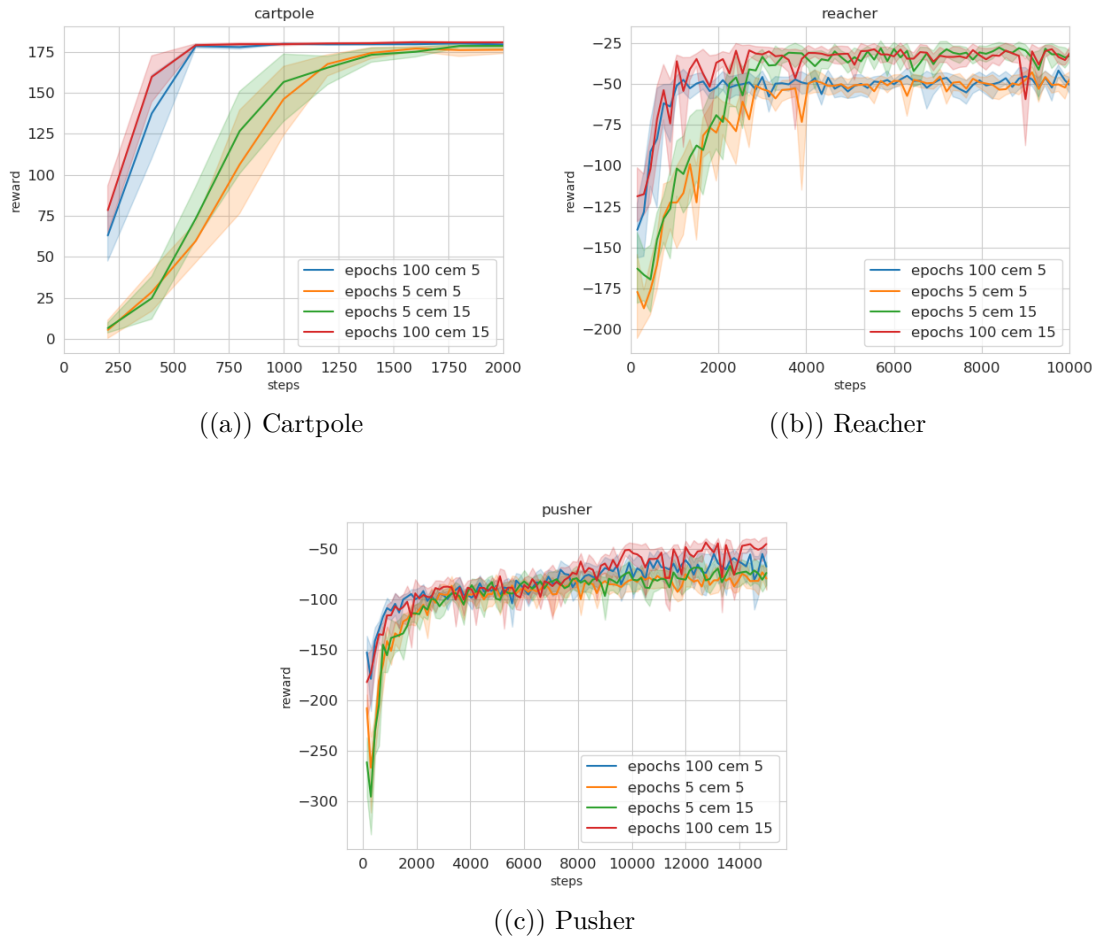 cartpole
reward
175
150
125
100
75
50
25
0
0 250 500 750 1000 1250 1500 1750 2000
steps
epochs 100 cem 5
epochs 5 cem 5
epochs 5 cem 15
epochs 100 cem 15
((a)) Cartpole
reacher
reward
−25
−50
−75
−100
−125
−150
−175
−200
0 2000 4000 6000 8000 10000
steps
epochs 100 cem 5
epochs 5 cem 5
epochs 5 cem 15
epochs 100 cem 15
((b)) Reacher
pusher
reward
−50
−100
−150
−200
−250
−300
0 2000 4000 6000 8000 10000 12000 14000
steps
epochs 100 cem 5
epochs 5 cem 5
epochs 5 cem 15
epochs 100 cem 15
((c)) Pusher